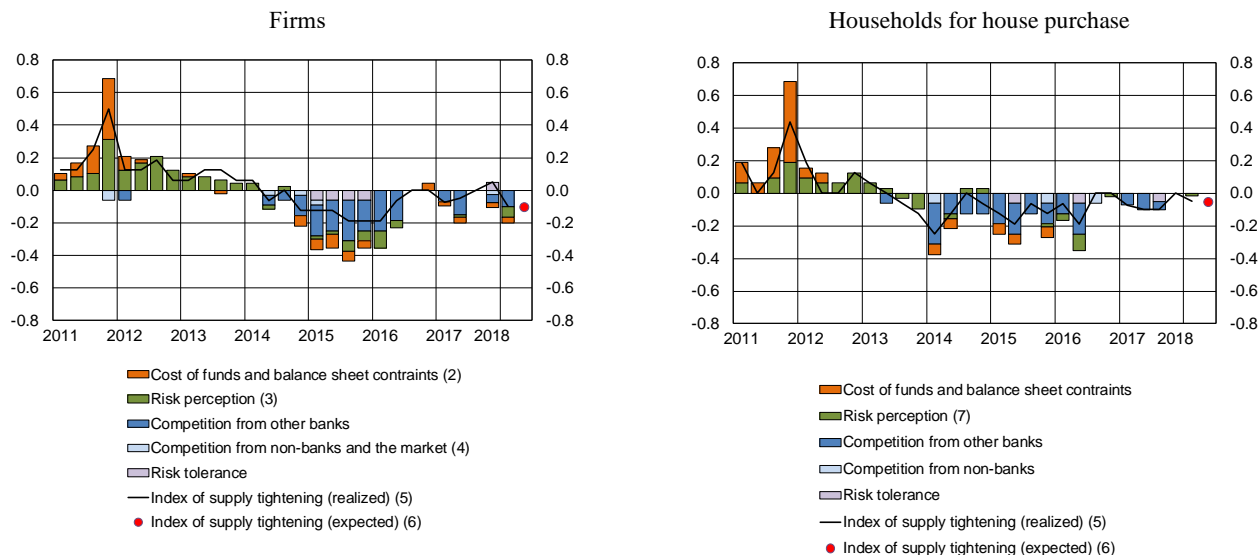 Firms
0.8 0.8
0.6 0.6
0.4 0.4
0.2 0.2
0.0 0.0
-0.2 -0.2
-0.4 -0.4
-0.6 -0.6
-0.8 -0.8
2011 2012 2013 2014 2015 2016 2017 2018
Cost of funds and balance sheet contraints (2)
Risk perception (3)
Competition from other banks
Competition from non-banks and the market (4)
Risk tolerance
Index of supply tightening (realized) (5)
Index of supply tightening (expected) (6)
Households for house purchase
0.8 0.8
0.6 0.6
0.4 0.4
0.2 0.2
0.0 0.0
-0.2 -0.2
-0.4 -0.4
-0.6 -0.6
-0.8 -0.8
2011 2012 2013 2014 2015 2016 2017 2018
Cost of funds and balance sheet contraints
Risk perception (7)
Competition from other banks
Competition from non-banks
Risk tolerance
Index of supply tightening (realized) (5)
Index of supply tightening (expected) (6)